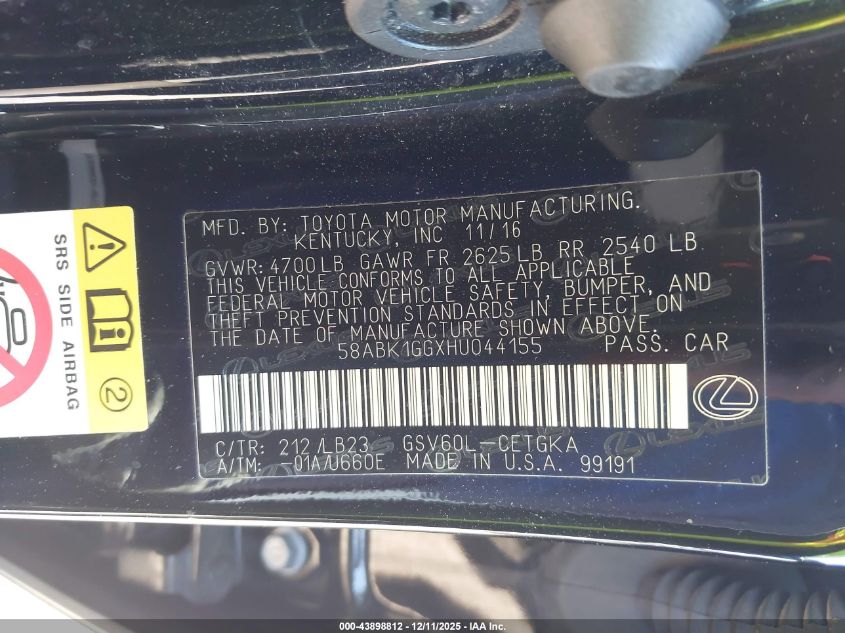 MFD. BY: TOYOTA MOTOR MANUFACTURING.
KENTUCKY, INC 11/16
GVWR: 4700LB GAWR FR 2625LB RR 2540 LB
THIS VEHICLE CONFORMS TO ALL APPLICABLE
FEDERAL MOTOR VEHICLE SAFETY, BUMPER, AND
THEFT PREVENTION STANDARDS IN EFFECT ON
THE DATE OF MANUFACTURE SHOWN ABOVE.
58ABK1GGXHU044155 PASS. CAR
C/TR: 212/LB23 GSV60L-CETGKA
A/TM: 01A/U660E MADE IN U.S.A. 99191
SRS SIDE AIRBAG
2
000-43898812 - 12/11/2025 - IAA Inc.